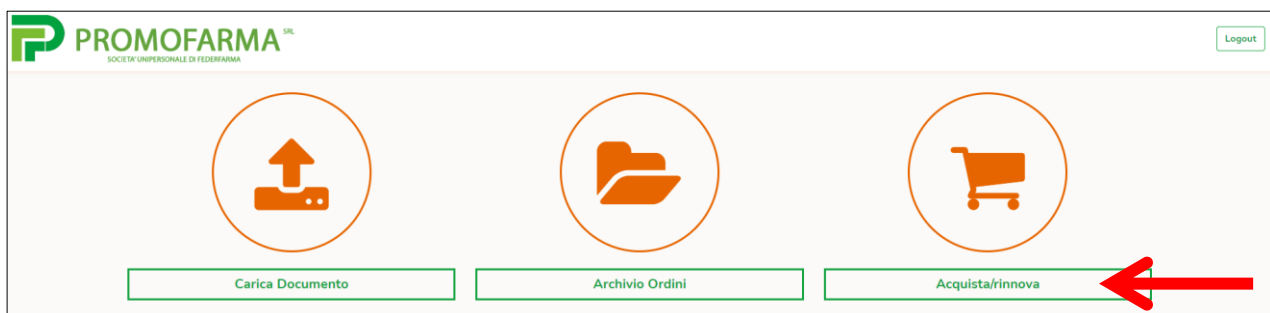 PROMOFARMA SRL
SOCIETA' UNIPERSONALE DI FEDERFARMA
Logout
Carica Documento
Archivio Ordini
Acquista/rinnova